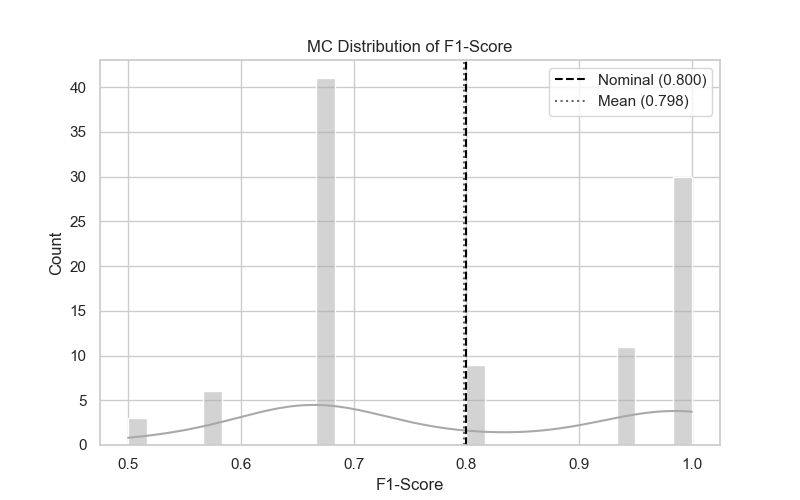 MC Distribution of F1-Score
Nominal (0.800)
Mean (0.798)
Count
40
35
30
25
20
15
10
5
0
0.5 0.6 0.7 0.8 0.9 1.0
F1-Score